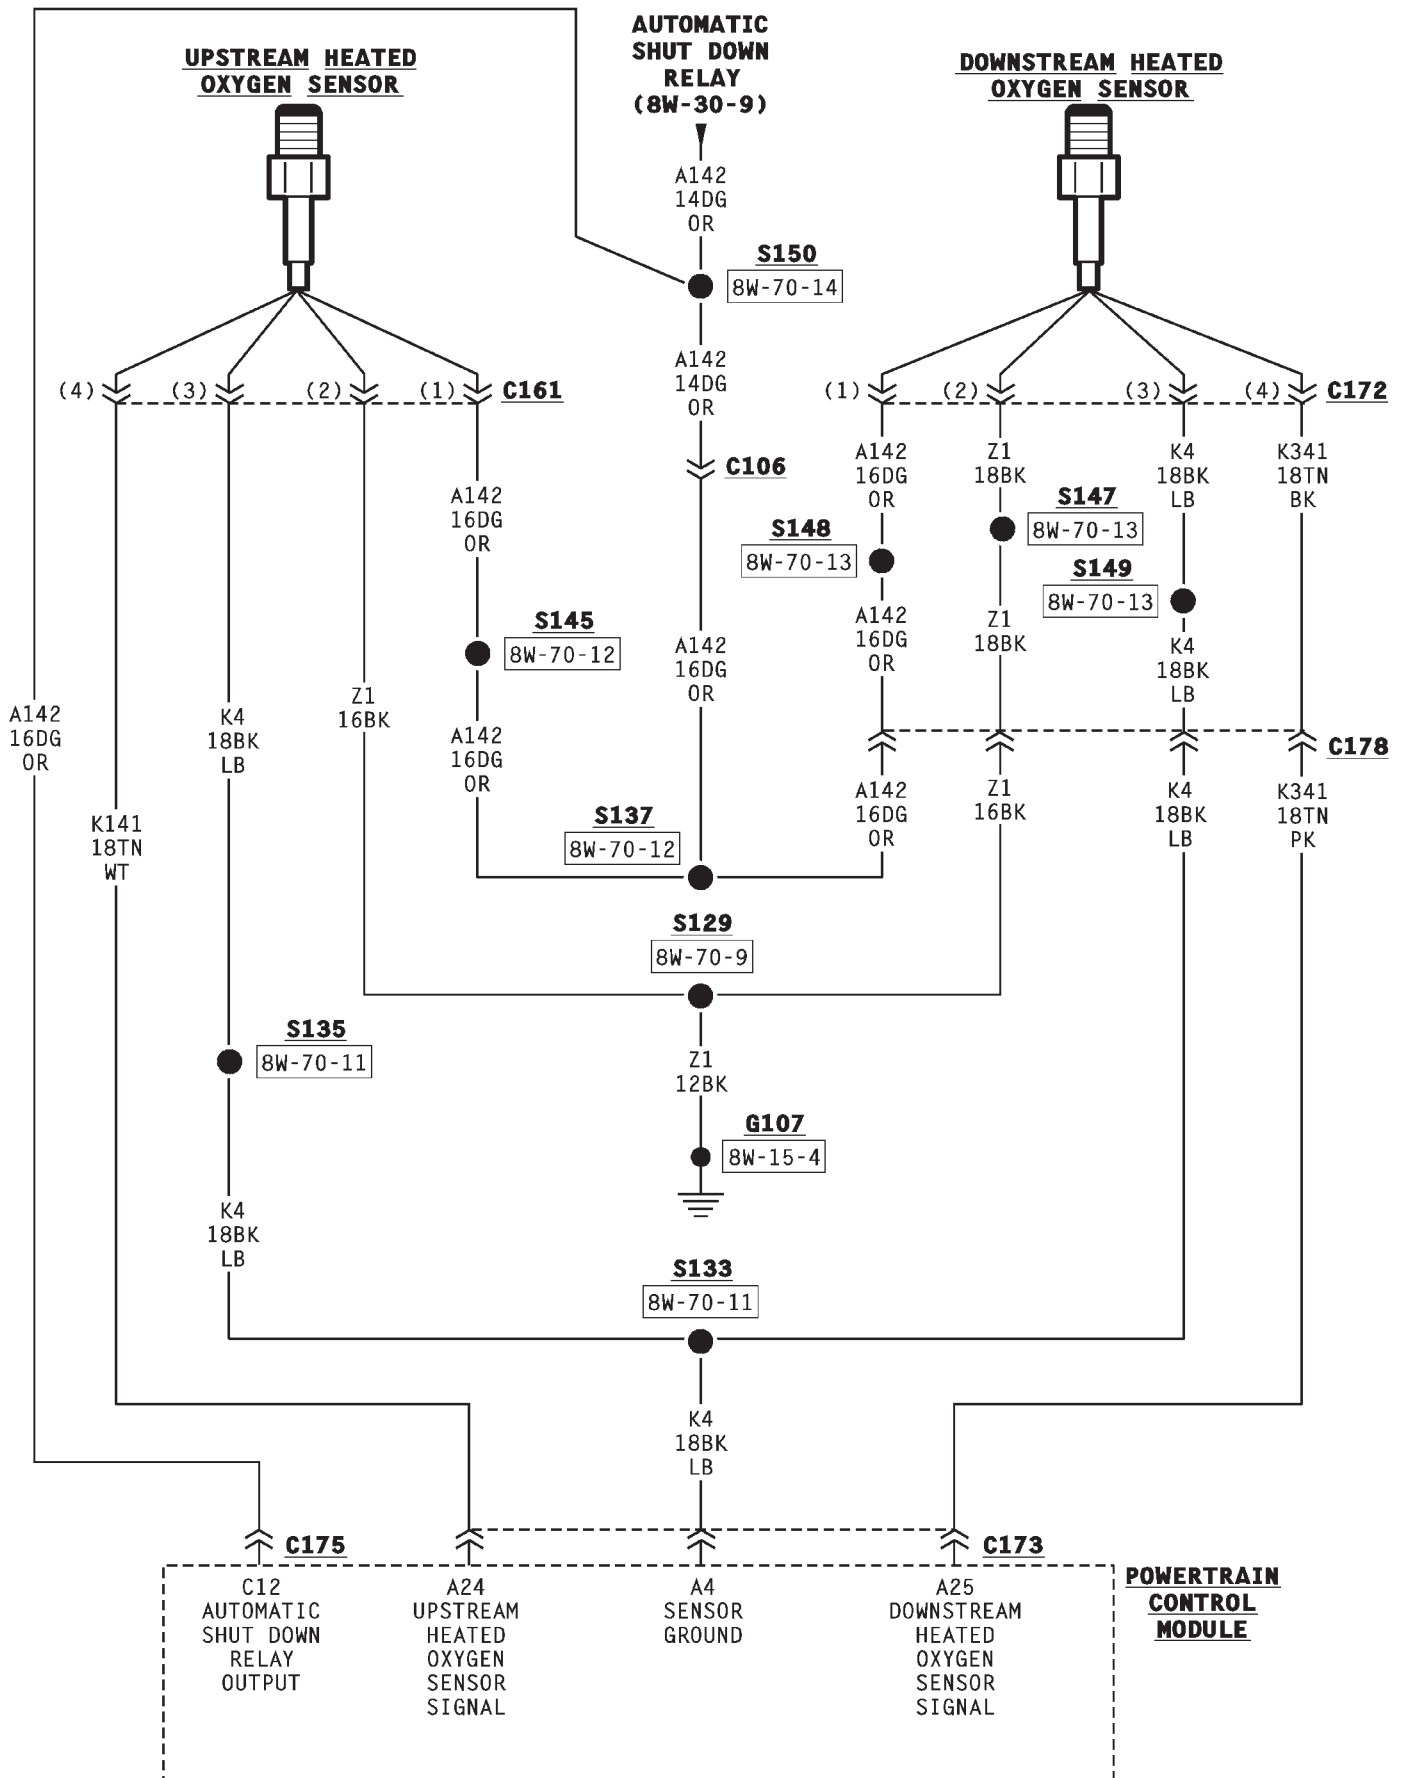 AUTOMATIC
SHUT DOWN
RELAY
(8W-30-9)
UPSTREAM HEATED
OXYGEN SENSOR
DOWNSTREAM HEATED
OXYGEN SENSOR
A142
14DG
OR
S150
8W-70-14
A142
14DG
OR
(4)
(3)
(2)
(1)
C161
(1)
(2)
(3)
(4)
C172
C106
A142
16DG
OR
A142
16DG
OR
Z1
18BK
K4
18BK
LB
K341
18TN
BK
S147
8W-70-13
S148
8W-70-13
S149
8W-70-13
S145
8W-70-12
A142
16DG
OR
A142
16DG
OR
Z1
18BK
K4
18BK
LB
A142
16DG
OR
K4
18BK
LB
Z1
16BK
A142
16DG
OR
C178
K141
18TN
WT
S137
8W-70-12
A142
16DG
OR
Z1
16BK
K4
18BK
LB
K341
18TN
PK
S129
8W-70-9
S135
8W-70-11
Z1
12BK
G107
8W-15-4
K4
18BK
LB
S133
8W-70-11
K4
18BK
LB
C175
C173
C12
AUTOMATIC
SHUT DOWN
RELAY
OUTPUT
A24
UPSTREAM
HEATED
OXYGEN
SENSOR
SIGNAL
A4
SENSOR
GROUND
A25
DOWNSTREAM
HEATED
OXYGEN
SENSOR
SIGNAL
POWERTRAIN
CONTROL
MODULE